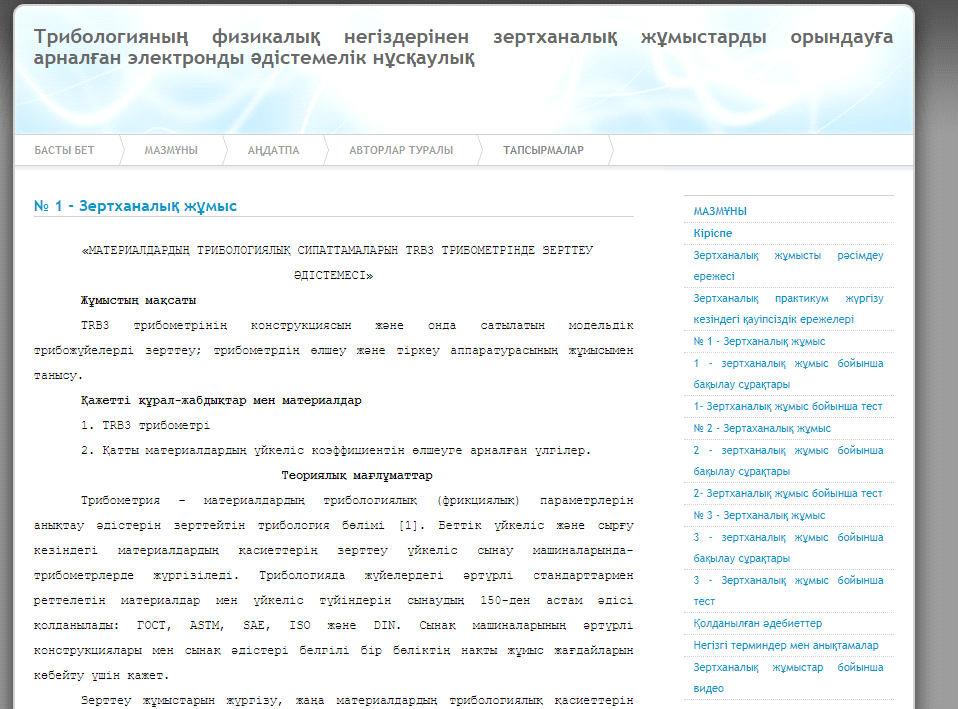 Трибологияның физикалық негіздерінен зертханалық жұмыстарды орындауға
арналған электронды әдістемелік нұсқаулық
БАСТЫ БЕТ
МАЗМҰНЫ
АҢДАТПА
АВТОРЛАР ТУРАЛЫ
ТАПСЫРМАЛАР
№ 1 - Зертханалық жұмыс
«МАТЕРИАЛДАРДЫҢ ТРИБОЛОГИЯЛЫҚ СИПАТТАМАЛАРЫН TRB3 ТРИБОМЕТРІНДЕ ЗЕРТТЕУ
ӘДІСТЕМЕСІ»
Жұмыстың мақсаты
TRB3 трибометрінің конструкциясын және онда сатылатын модельдік
трибожүйелерді зерттеу; трибометрдің өлшеу және тіркеу аппаратурасының жұмысымен
танысу.
Қажетті құрал-жабдықтар мен материалдар
1. TRB3 трибометрі
2. Қатты материалдардың үйкеліс коэффициентін өлшеуге арналған үлгілер.
Теориялық мағлұматтар
Трибометрия – материалдардың трибологиялық (фрикциялық) параметрлерін
анықтау әдістерін зерттейтін трибология бөлімі [1]. Беттік үйкеліс және сырғу
кезіндегі материалдардың қасиеттерін зерттеу үйкеліс сынау машиналарында-
трибометрлерде жүргізіледі. Трибологияда жүйелердегі әртүрлі стандарттармен
реттелетін материалдар мен үйкеліс түйіндерін сынаудың 150-ден астам әдісі
қолданылады: ГОСТ, ASTM, SAE, ISO және DIN. Сынақ машиналарының әртүрлі
конструкциялары мен сынақ әдістері белгілі бір бөліктің нақты жұмыс жағдайларын
көбейту үшін қажет.
Зерттеу жұмыстарын жүргізу, жаңа материалдардың трибологиялық қасиеттерін
МАЗМҰНЫ
Кіріспе
Зертханалық жұмысты рәсімдеу
ережесі
Зертханалық практикум жүргізу
кезіндегі қауіпсіздік ережелері
№ 1 - Зертханалық жұмыс
1 - зертханалық жұмыс бойынша
бақылау сұрақтары
1- Зертханалық жұмыс бойынша тест
№ 2 - Зертаханалық жұмыс
2 - зертханалық жұмыс бойынша
бақылау сұрақтары
2- Зертханалық жұмыс бойынша тест
№ 3 - Зертханалық жұмыс
3 - зертханалық жұмыс бойынша
бақылау сұрақтары
3 - Зертханалық жұмыс бойынша
тест
Қолданылған әдебиеттер
Негізгі терминдер мен анықтамалар
Зертханалық жұмыстар бойынша
видео